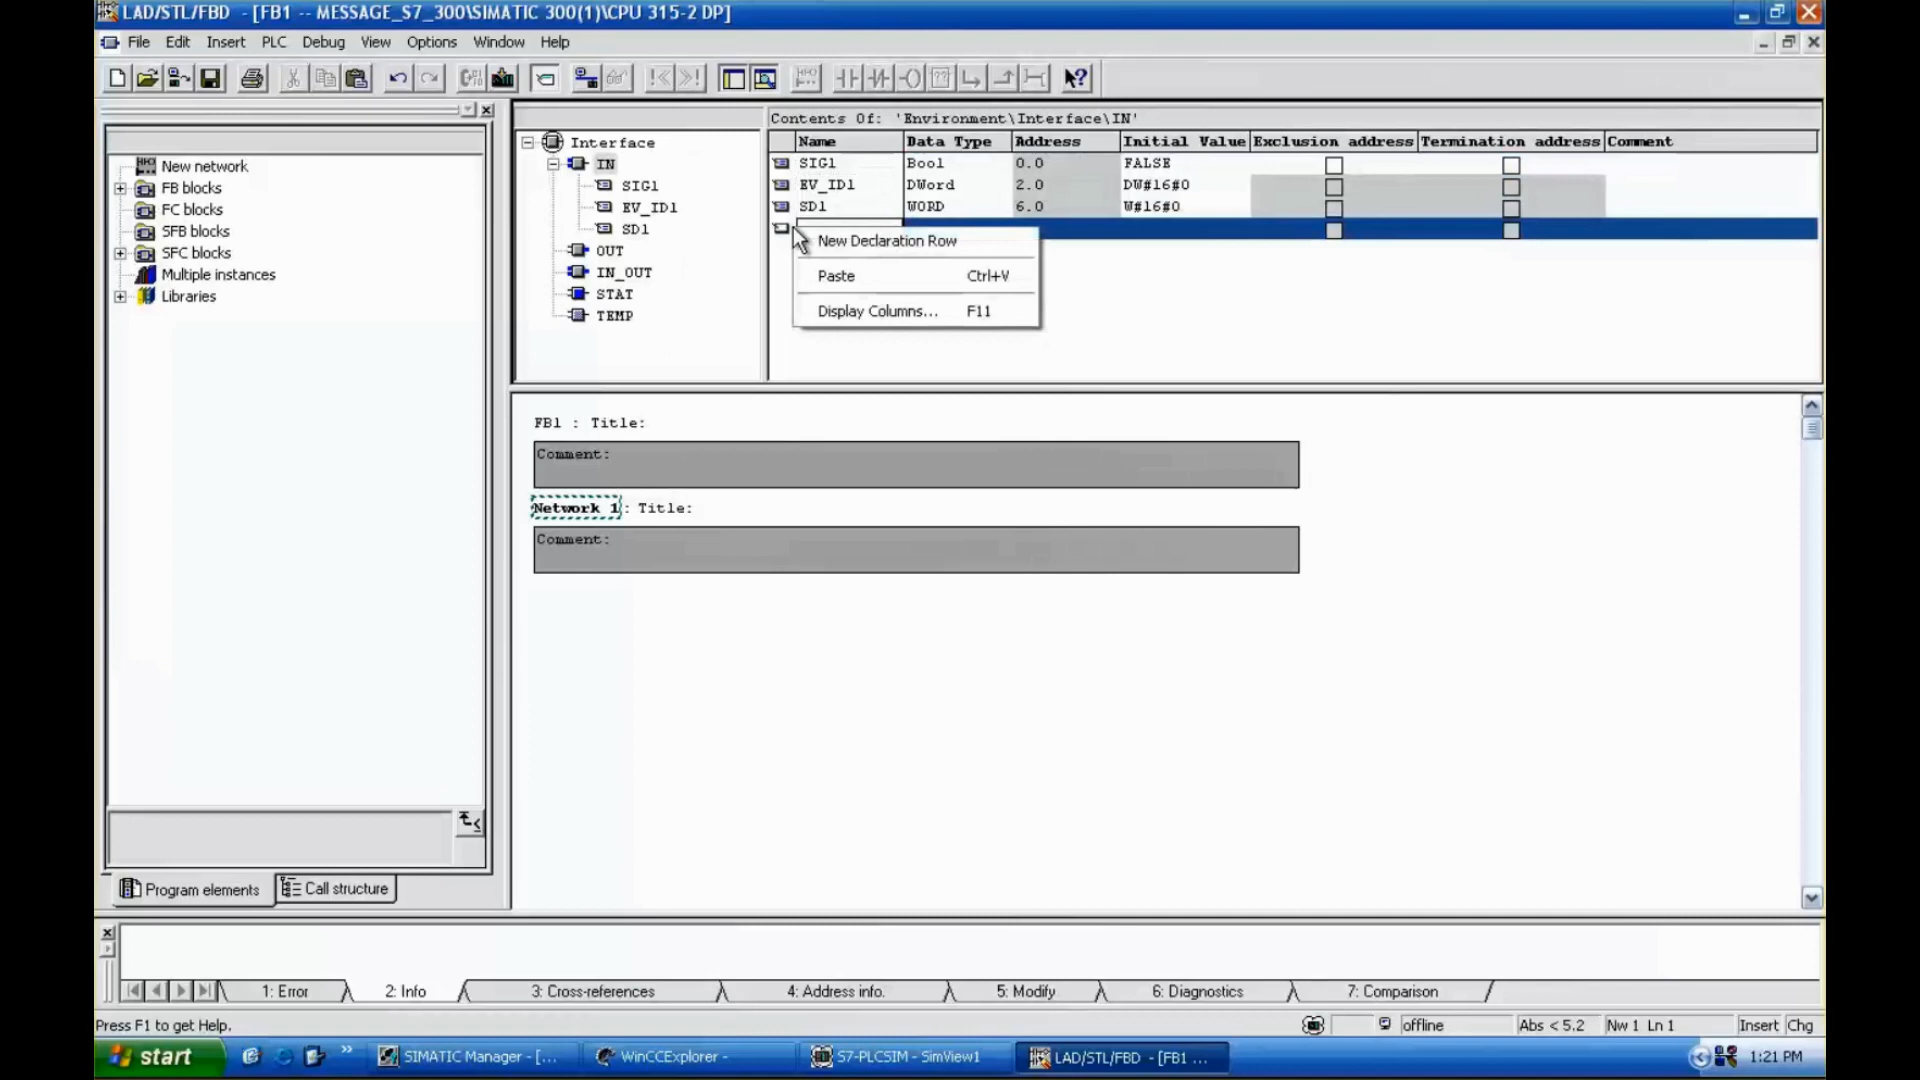 LAD/STL/FBD - [FB1 -- MESSAGE_S7_300\SIMATIC 300(1)\CPU 315-2 DP]
File Edit Insert PLC Debug View Options Window Help
New network
FB blocks
FC blocks
SFB blocks
SFC blocks
Multiple instances
Libraries
Program elements
Call structure
Interface
IN
SIG1
EV_ID1
SD1
OUT
IN_OUT
STAT
TEMP
Contents Of: 'Environment\Interface\IN'
Name Data Type Address Initial Value Exclusion address Termination address Comment
SIG1 Bool 0.0 FALSE
EV_ID1 DWord 2.0 DW#16#0
SD1 WORD 6.0 W#16#0
New Declaration Row
Paste Ctrl+V
Display Columns... F11
FB1 : Title:
Comment:
Network 1: Title:
Comment:
1: Error 2: Info 3: Cross-references 4: Address info. 5: Modify 6: Diagnostics 7: Comparison
Press F1 to get Help.
offline Abs < 5.2 Nw 1 Ln 1 Insert Chg
start SIMATIC Manager - [... WinCCExplorer - S7-PLCSIM - SimView1 LAD/STL/FBD - [FB1 ... 1:21 PM